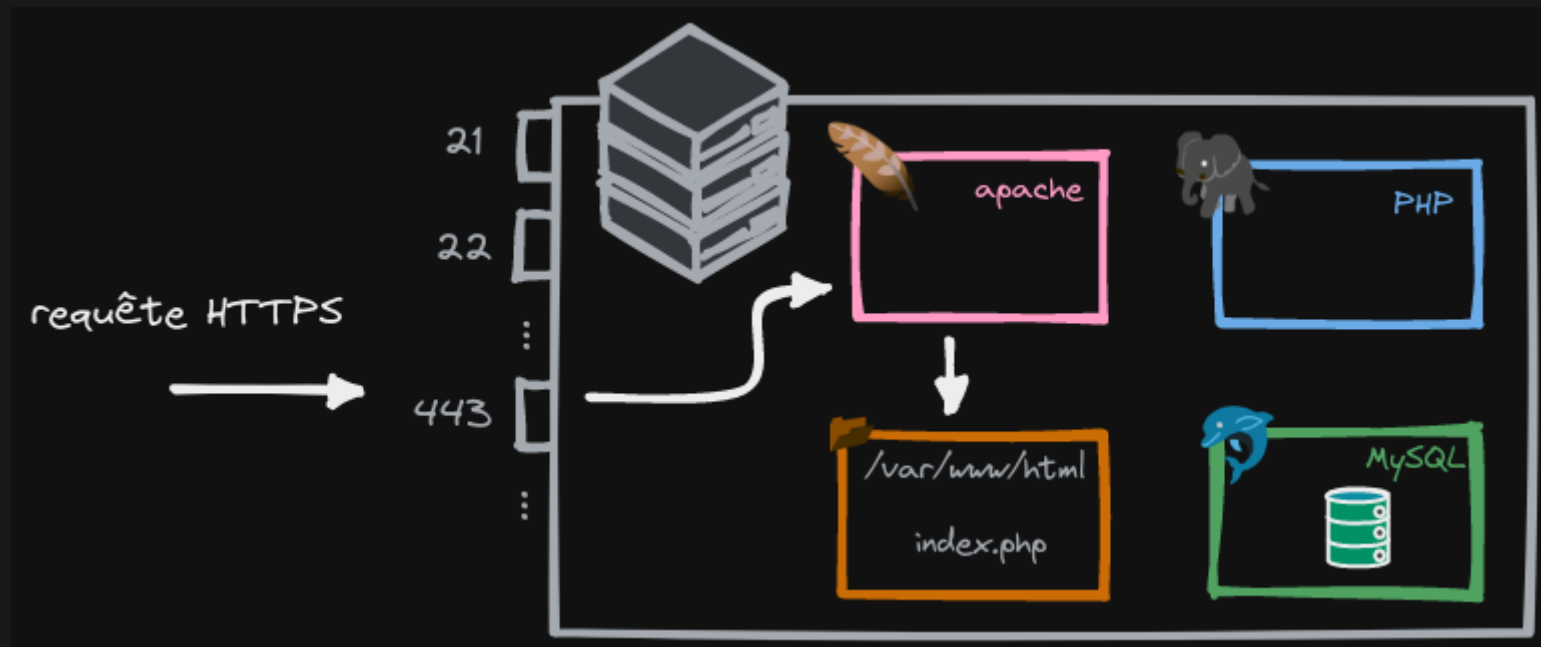 21
22
requête HTTPS
...
443
...
apache
PHP
/var/www/html
index.php
MySQL